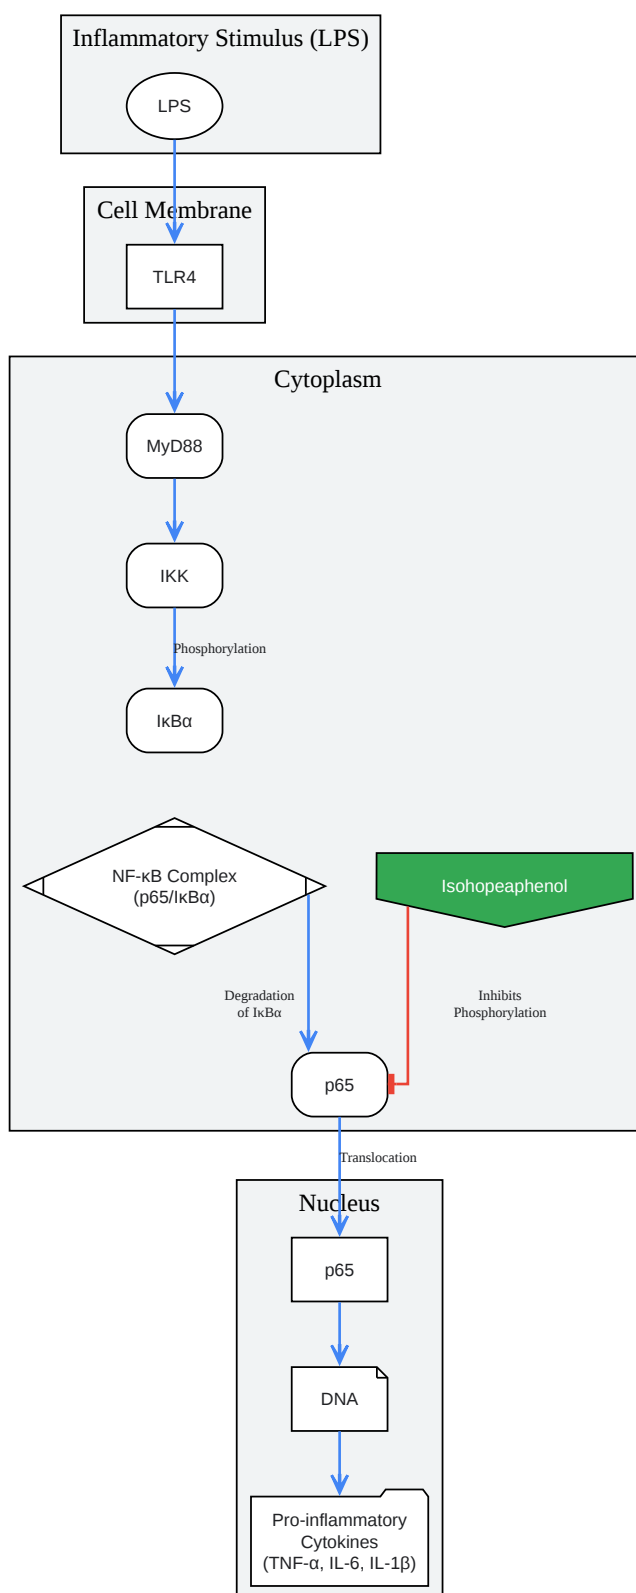 Inflammatory Stimulus (LPS)
LPS
Cell Membrane
TLR4
Cytoplasm
MyD88
IKK
Phosphorylation
IκBα
NF-κB Complex
(p65/IκBα)
Isohopeaphenol
Degradation
of IκBα
Inhibits
Phosphorylation
p65
Translocation
Nucleus
p65
DNA
Pro-inflammatory
Cytokines
(TNF-α, IL-6, IL-1β)